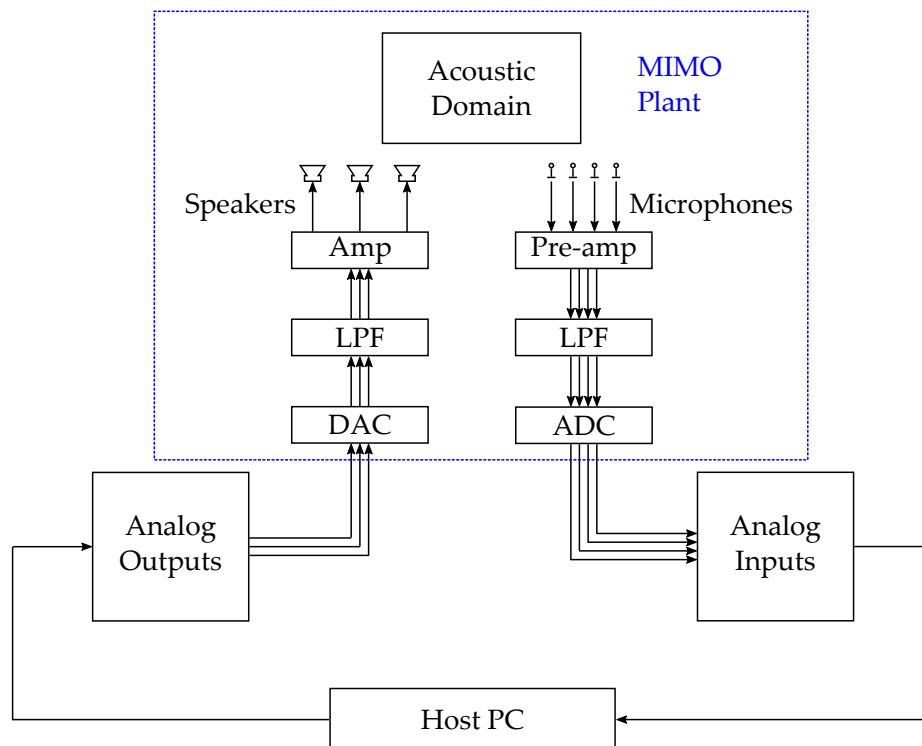 Acoustic
Domain
MIMO
Plant
Speakers
Microphones
Amp
Pre-amp
LPF
LPF
DAC
ADC
Analog
Outputs
Analog
Inputs
Host PC